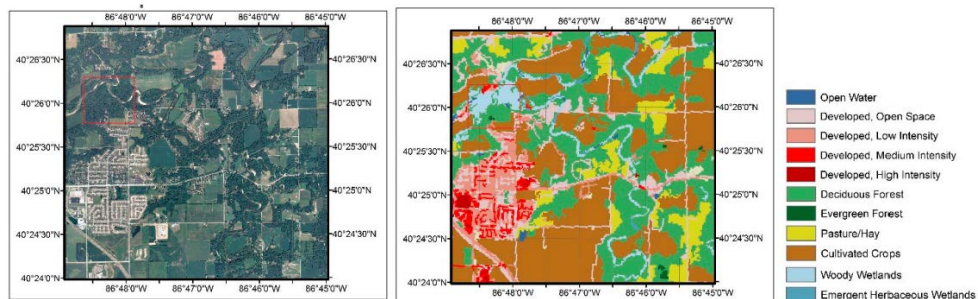 86°48'0"W 86°47'0"W 86°46'0"W 86°45'0"W
40°26'30"N 40°26'30"N
40°26'0"N 40°26'0"N
40°25'30"N 40°25'30"N
40°25'0"N 40°25'0"N
40°24'30"N 40°24'30"N
40°24'0"N 40°24'0"N
86°48'0"W 86°47'0"W 86°46'0"W 86°45'0"W
86°48'0"W 86°47'0"W 86°46'0"W 86°45'0"W
40°26'30"N 40°26'30"N
40°26'0"N 40°26'0"N
40°25'30"N 40°25'30"N
40°25'0"N 40°25'0"N
40°24'30"N 40°24'30"N
40°24'0"N 40°24'0"N
86°48'0"W 86°47'0"W 86°46'0"W 86°45'0"W
Open Water
Developed, Open Space
Developed, Low Intensity
Developed, Medium Intensity
Developed, High Intensity
Deciduous Forest
Evergreen Forest
Pasture/Hay
Cultivated Crops
Woody Wetlands
Emergent Herbaceous Wetlands